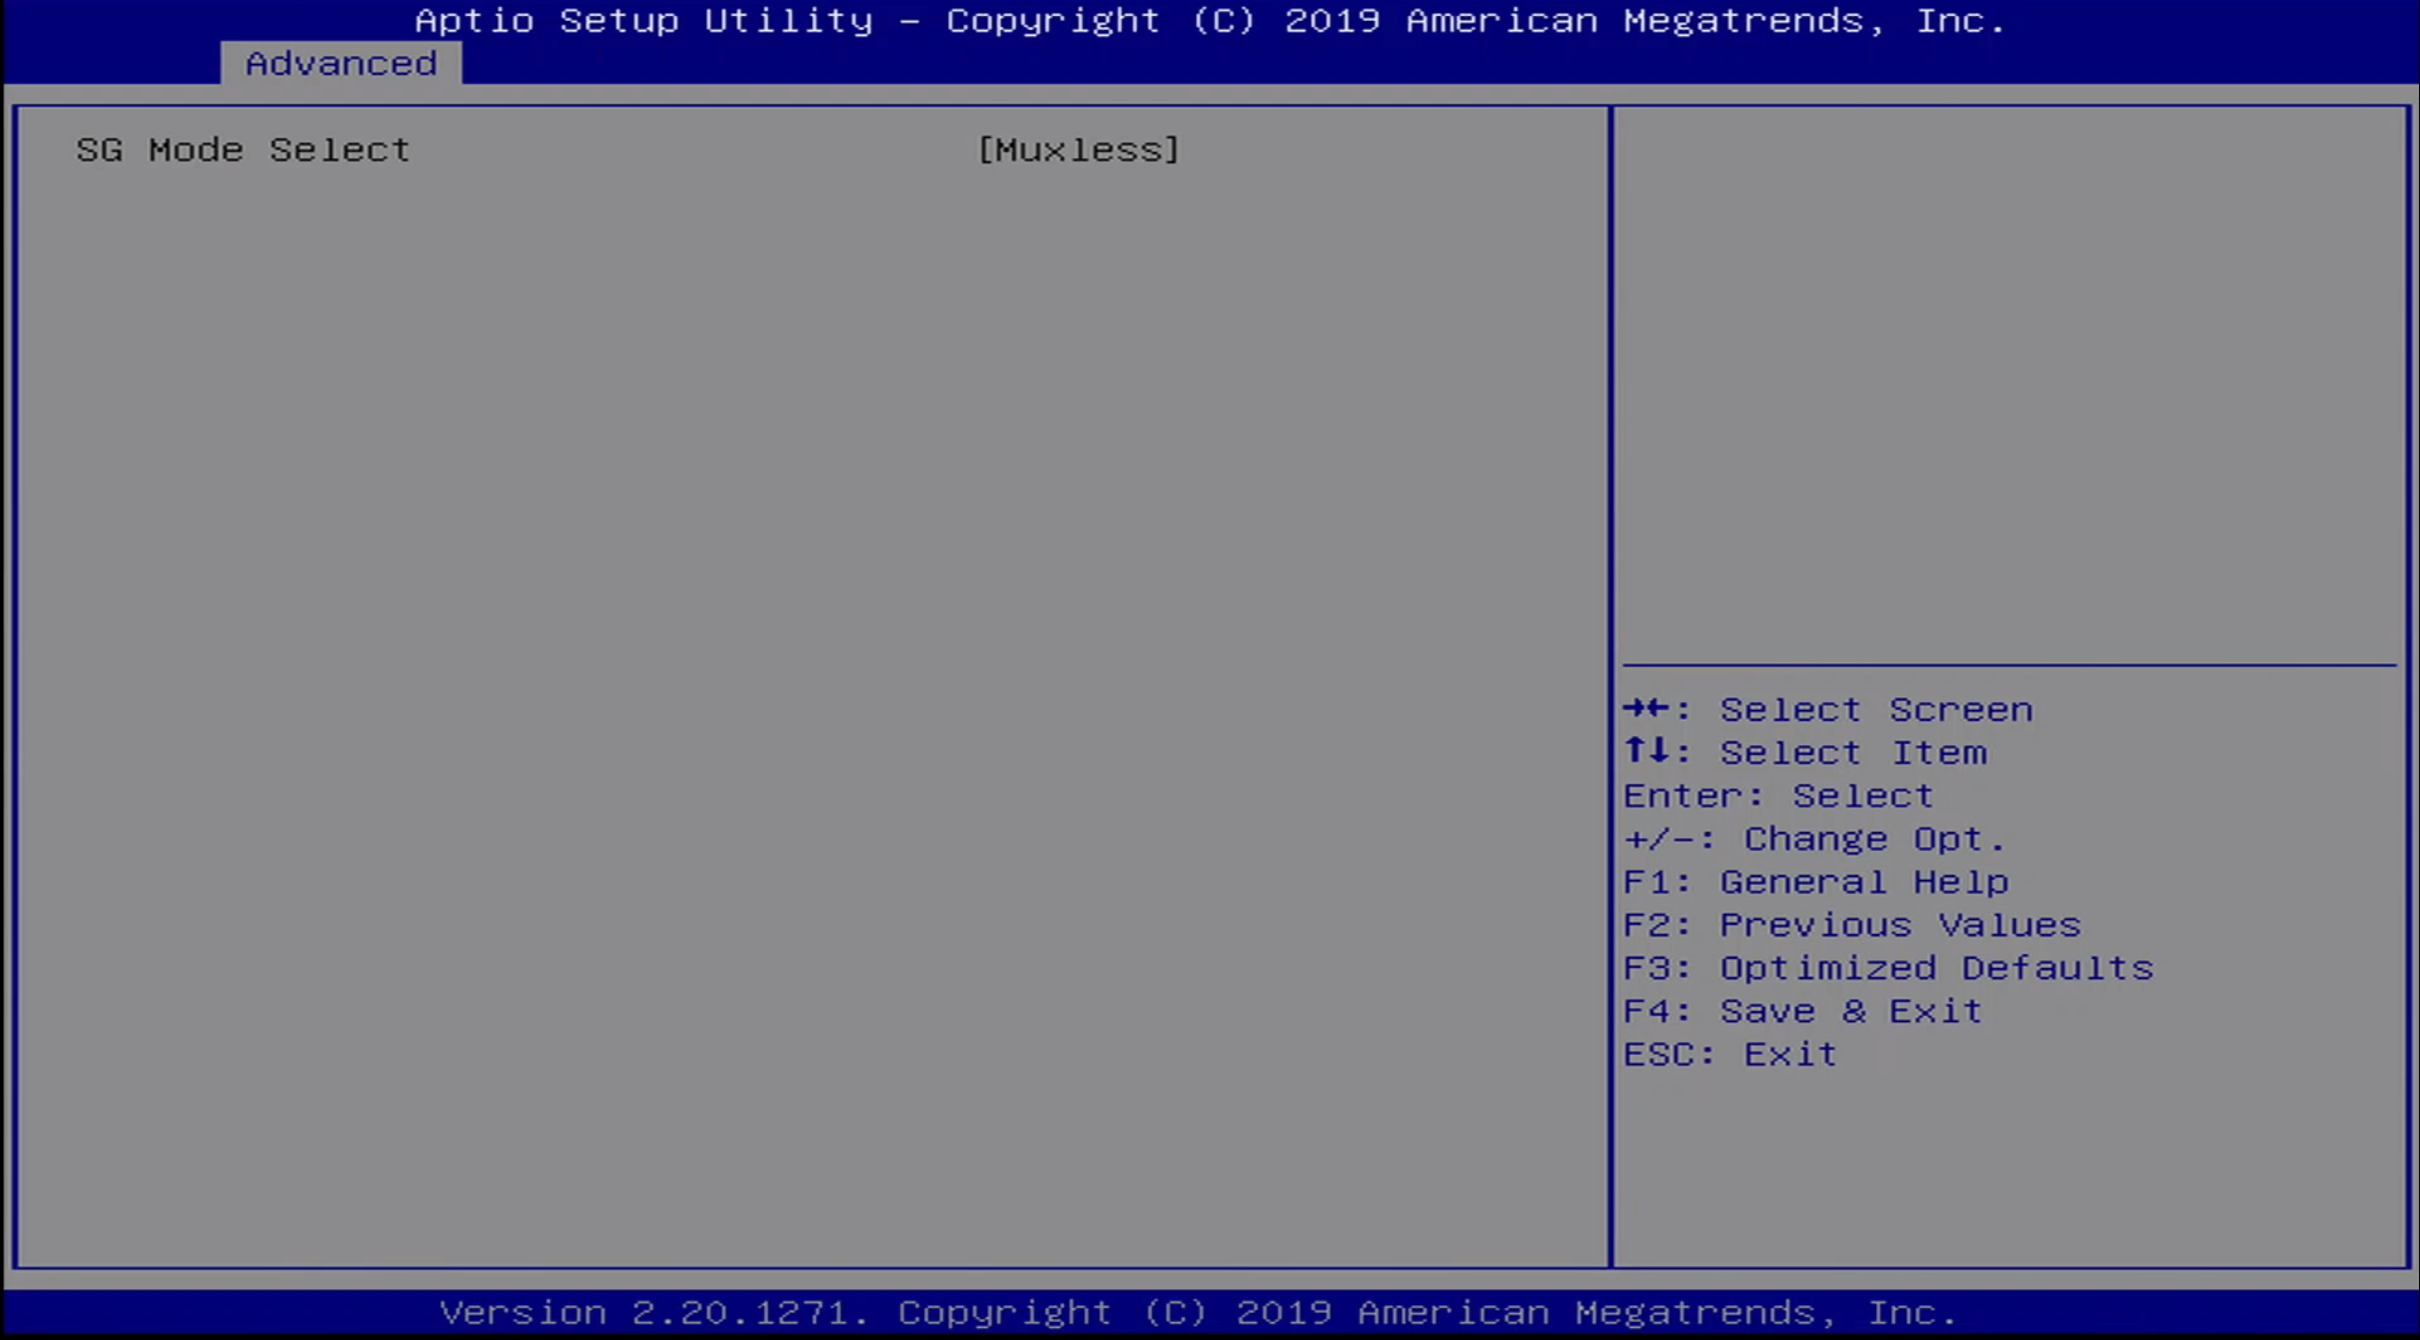 Aptio Setup Utility – Copyright (C) 2019 American Megatrends, Inc.
Advanced
SG Mode Select [Muxless]
→←: Select Screen
↑↓: Select Item
Enter: Select
+/-: Change Opt.
F1: General Help
F2: Previous Values
F3: Optimized Defaults
F4: Save & Exit
ESC: Exit
Version 2.20.1271. Copyright (C) 2019 American Megatrends, Inc.